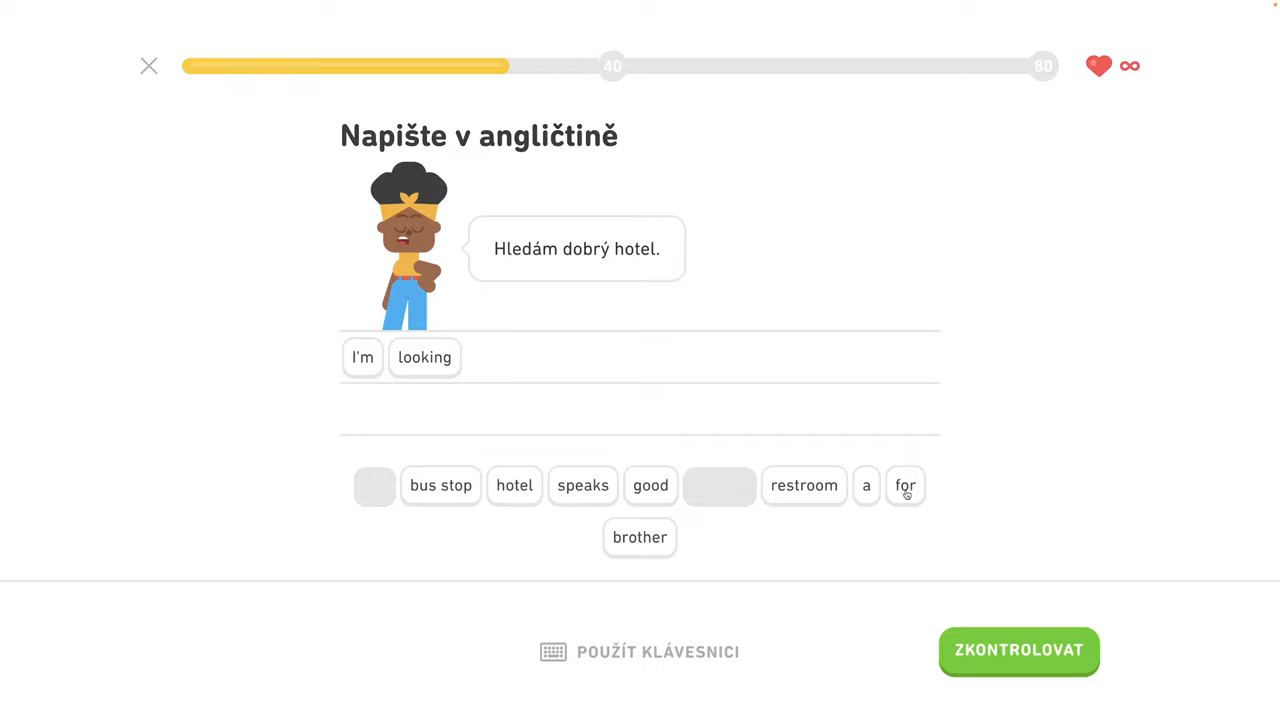 40 80 ∞
Napište v angličtině
Hledám dobrý hotel.
I'm looking
bus stop hotel speaks good restroom a for
brother
POUŽÍT KLÁVESNICI ZKONTROLOVAT